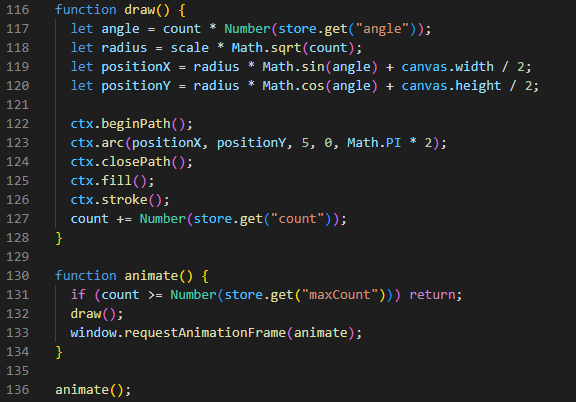 116 function draw() {
117   let angle = count * Number(store.get("angle"));
118   let radius = scale * Math.sqrt(count);
119   let positionX = radius * Math.sin(angle) + canvas.width / 2;
120   let positionY = radius * Math.cos(angle) + canvas.height / 2;
121
122   ctx.beginPath();
123   ctx.arc(positionX, positionY, 5, 0, Math.PI * 2);
124   ctx.closePath();
125   ctx.fill();
126   ctx.stroke();
127   count += Number(store.get("count"));
128 }
129
130 function animate() {
131   if (count >= Number(store.get("maxCount"))) return;
132   draw();
133   window.requestAnimationFrame(animate);
134 }
135
136 animate();